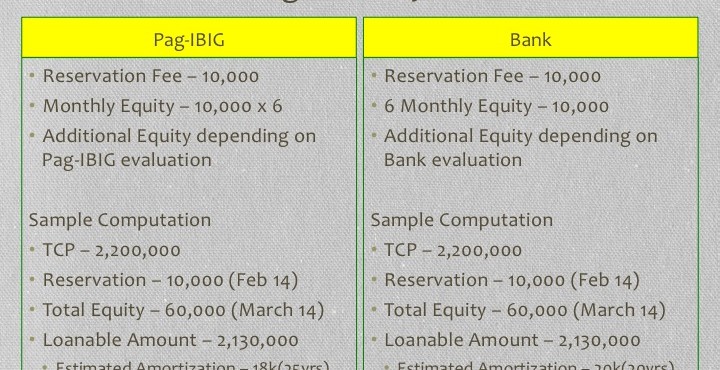 Pag-IBIG
• Reservation Fee – 10,000
• Monthly Equity – 10,000 x 6
• Additional Equity depending on
Pag-IBIG evaluation
Sample Computation
• TCP – 2,200,000
• Reservation – 10,000 (Feb 14)
• Total Equity – 60,000 (March 14)
• Loanable Amount – 2,130,000
• Estimated Amortization – 18k(25yrs)
Bank
• Reservation Fee – 10,000
• 6 Monthly Equity – 10,000
• Additional Equity depending on
Bank evaluation
Sample Computation
• TCP – 2,200,000
• Reservation – 10,000 (Feb 14)
• Total Equity – 60,000 (March 14)
• Loanable Amount – 2,130,000
• Estimated Amortization – 20k(20yrs)